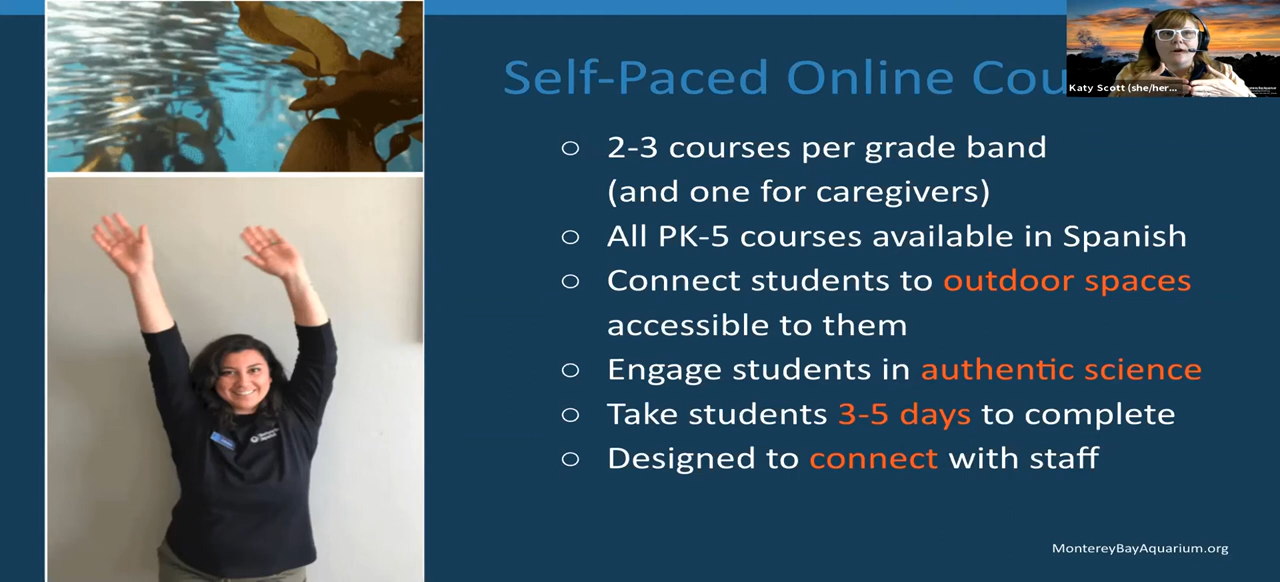 Self-Paced Online Cou
Katy Scott (she/her...
○ 2-3 courses per grade band
(and one for caregivers)
○ All PK-5 courses available in Spanish
○ Connect students to outdoor spaces
accessible to them
○ Engage students in authentic science
○ Take students 3-5 days to complete
○ Designed to connect with staff
MontereyBayAquarium.org